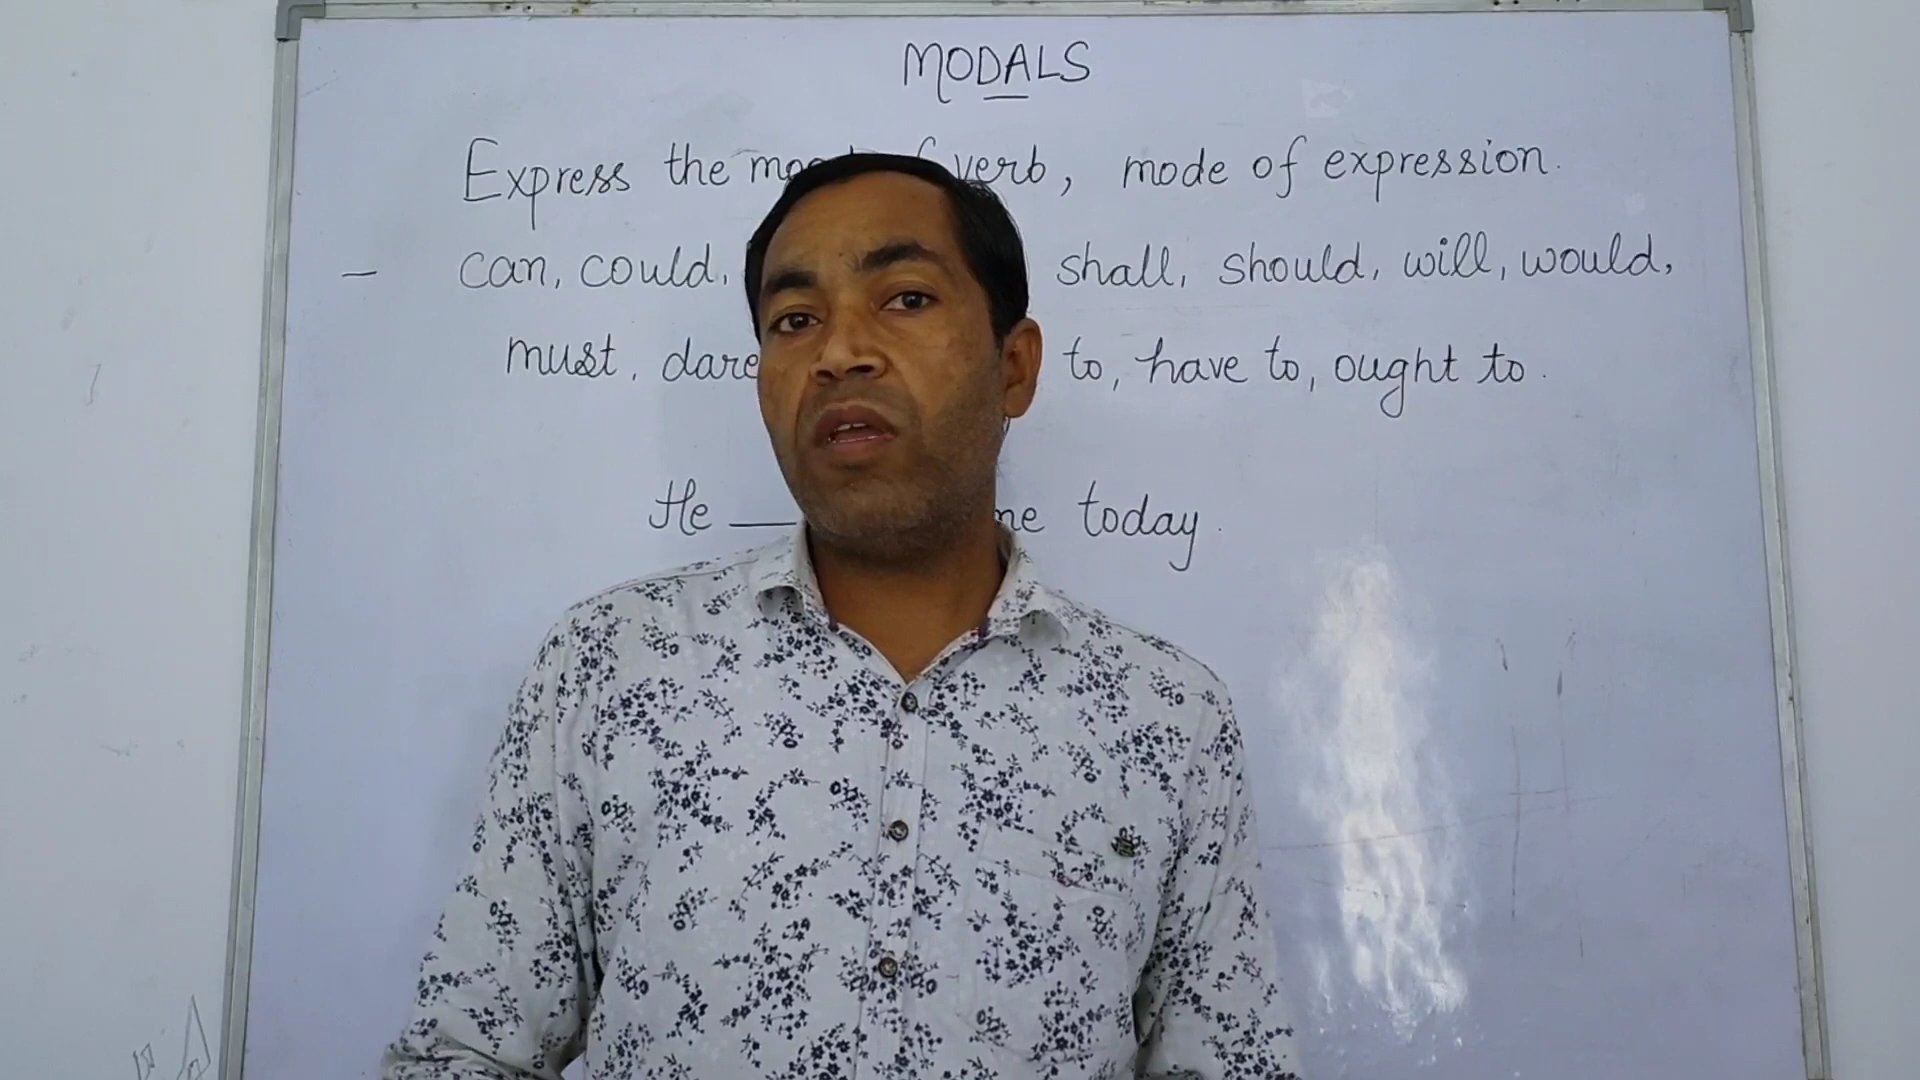 MODALS
Express the verb, mode of expression.
– can, could, shall, should, will, would,
must, dare to, have to, ought to.
He ___ today.